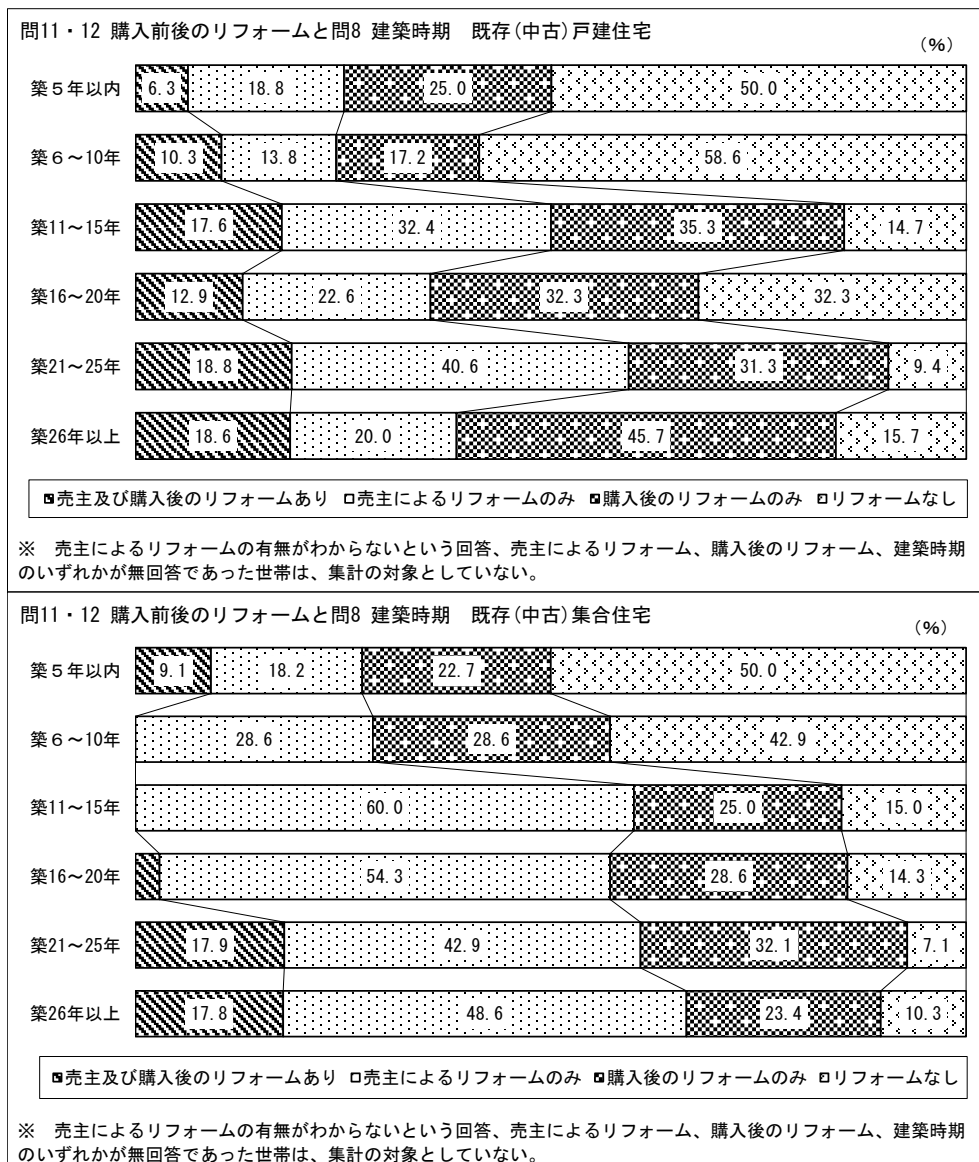 問11・12 購入前後のリフォームと問8 建築時期　既存(中古)戸建住宅
(%)
築5年以内 6.3 18.8 25.0 50.0
築6～10年 10.3 13.8 17.2 58.6
築11～15年 17.6 32.4 35.3 14.7
築16～20年 12.9 22.6 32.3 32.3
築21～25年 18.8 40.6 31.3 9.4
築26年以上 18.6 20.0 45.7 15.7
売主及び購入後のリフォームあり 売主によるリフォームのみ 購入後のリフォームのみ リフォームなし
※　売主によるリフォームの有無がわからないという回答、売主によるリフォーム、購入後のリフォーム、建築時期
のいずれかが無回答であった世帯は、集計の対象としていない。
問11・12 購入前後のリフォームと問8 建築時期　既存(中古)集合住宅
(%)
築5年以内 9.1 18.2 22.7 50.0
築6～10年 28.6 28.6 42.9
築11～15年 60.0 25.0 15.0
築16～20年 54.3 28.6 14.3
築21～25年 17.9 42.9 32.1 7.1
築26年以上 17.8 48.6 23.4 10.3
売主及び購入後のリフォームあり 売主によるリフォームのみ 購入後のリフォームのみ リフォームなし
※　売主によるリフォームの有無がわからないという回答、売主によるリフォーム、購入後のリフォーム、建築時期
のいずれかが無回答であった世帯は、集計の対象としていない。